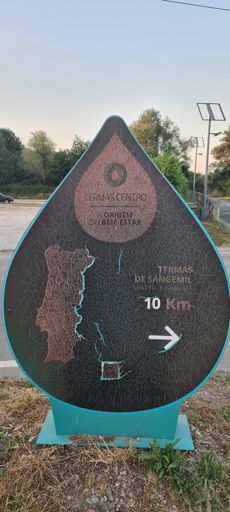 TERMAS CENTRO
A ORIGEM
DO BEM-ESTAR
TERMAS
DE SANGEMIL
10 Km